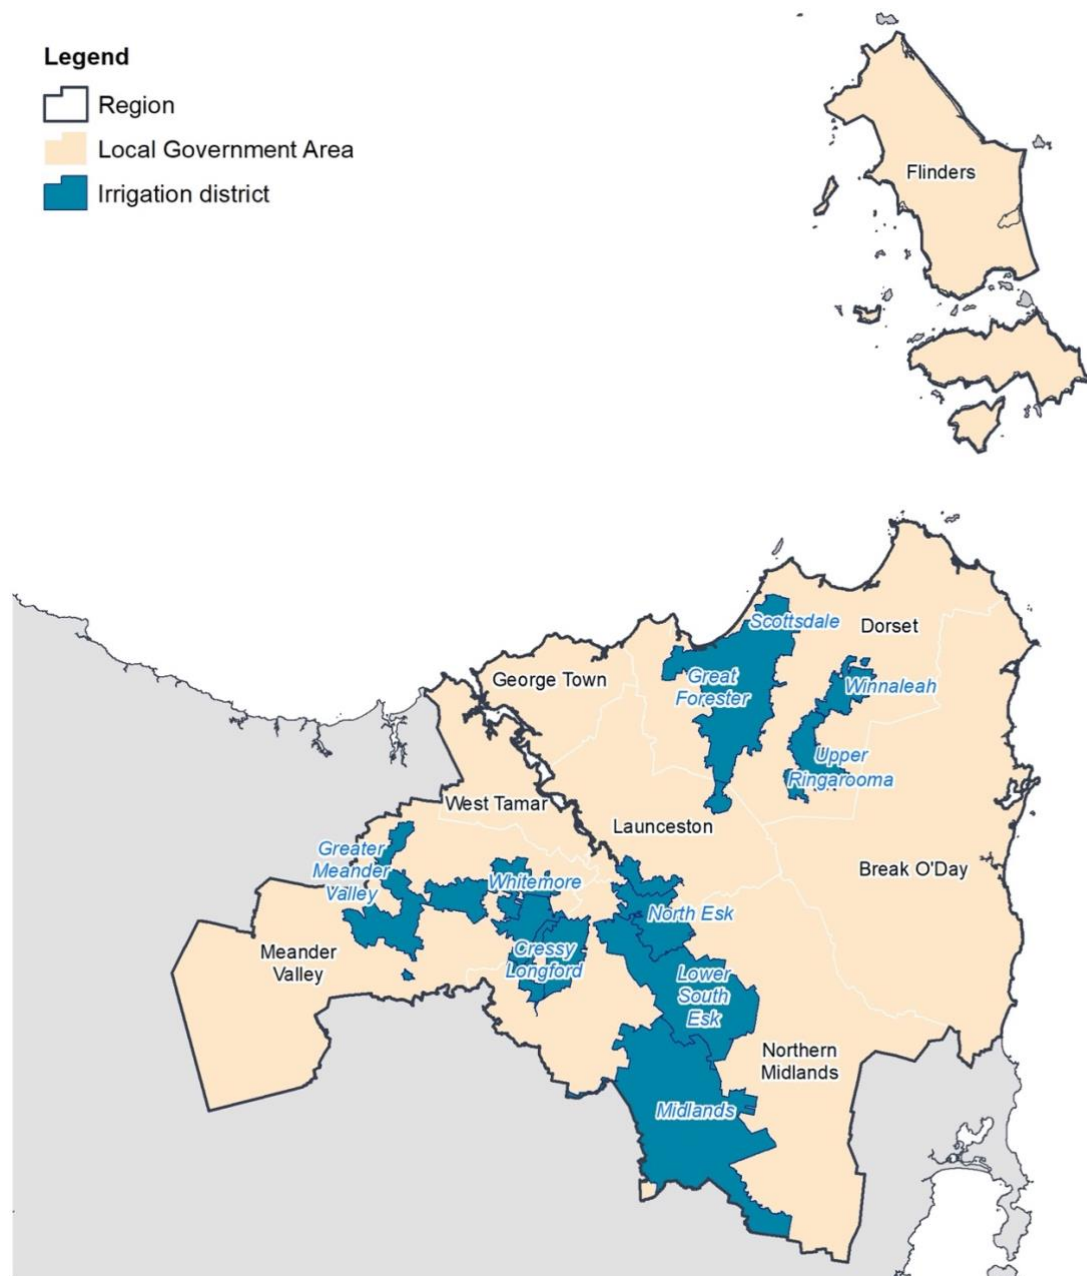 Legend
Region
Local Government Area
Irrigation district
Flinders
Scottsdale
Dorset
George Town
Great
Forester
Winnaleah
Upper
Ringarooma
West Tamar
Launceston
Greater
Meander
Valley
Whitemore
Break O'Day
North Esk
Meander
Valley
Cressy
Longford
Lower
South
Esk
Northern
Midlands
Midlands